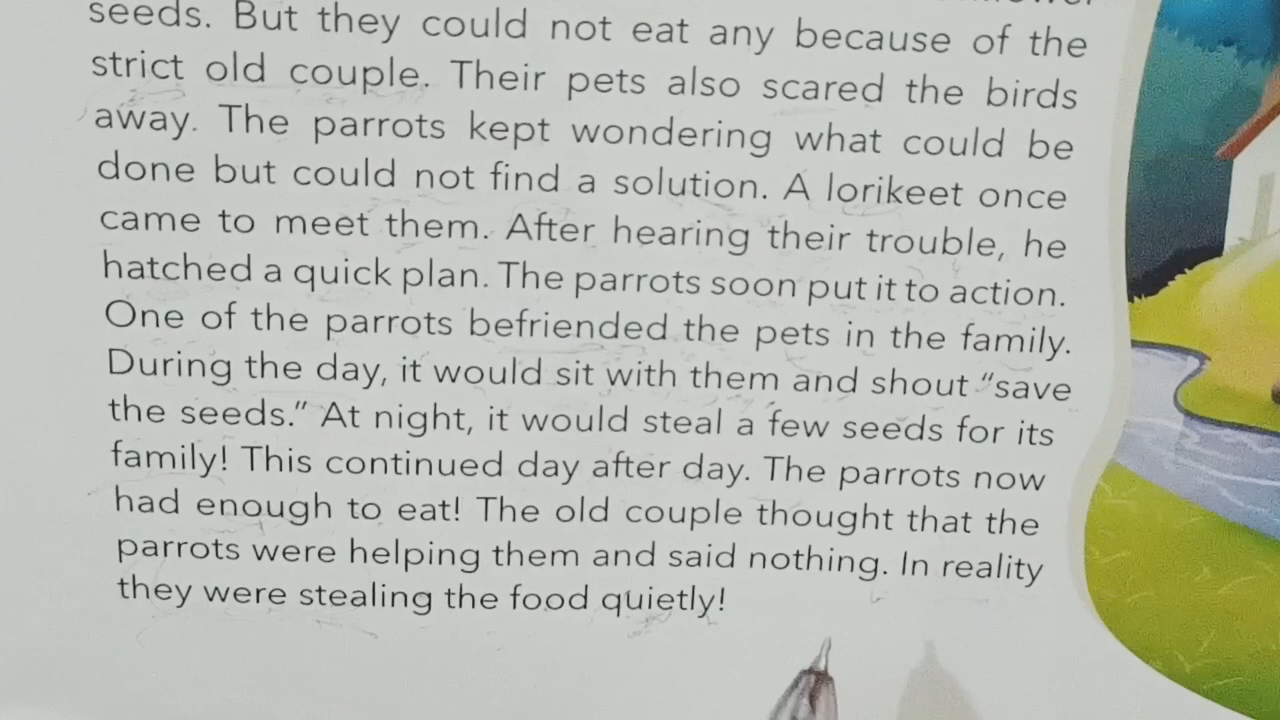 seeds. But they could not eat any because of the
strict old couple. Their pets also scared the birds
away. The parrots kept wondering what could be
done but could not find a solution. A lorikeet once
came to meet them. After hearing their trouble, he
hatched a quick plan. The parrots soon put it to action.
One of the parrots befriended the pets in the family.
During the day, it would sit with them and shout "save
the seeds." At night, it would steal a few seeds for its
family! This continued day after day. The parrots now
had enough to eat! The old couple thought that the
parrots were helping them and said nothing. In reality
they were stealing the food quietly!